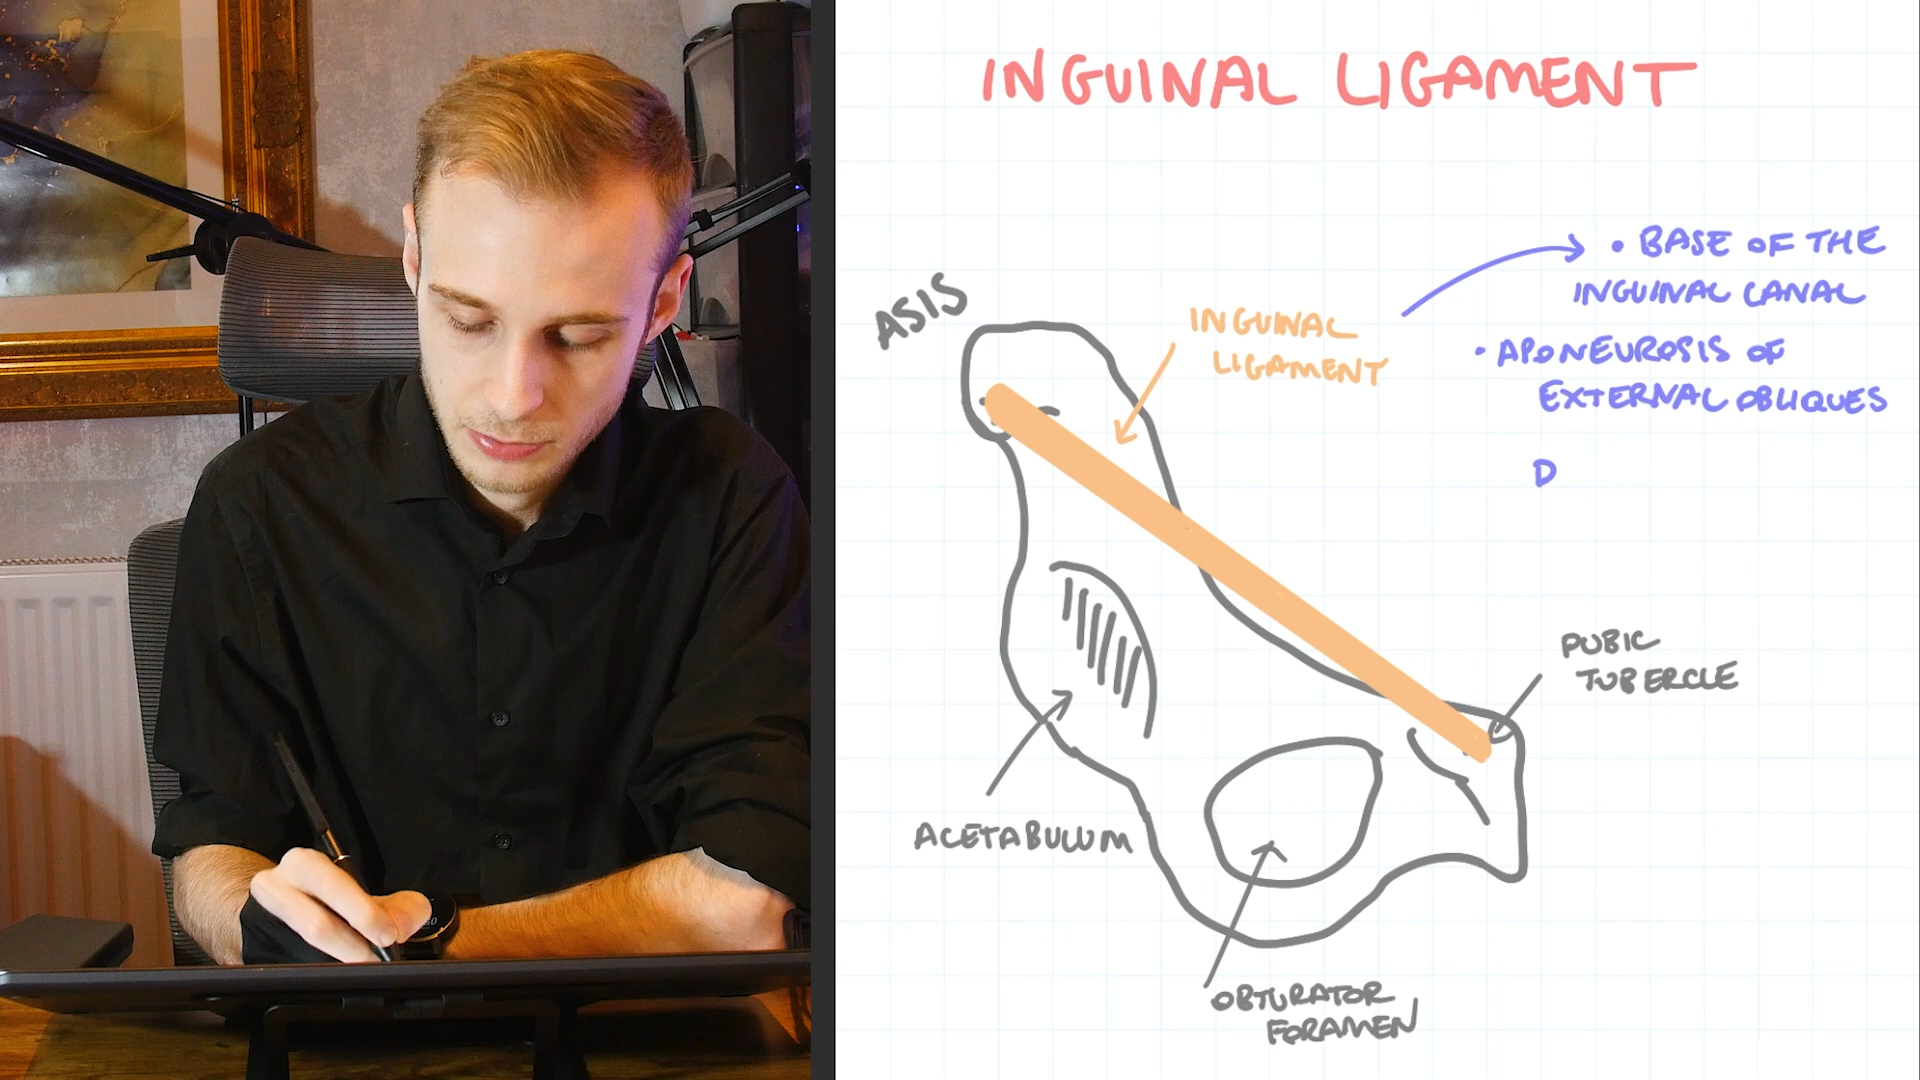 INGUINAL LIGAMENT
• BASE OF THE
INGUINAL CANAL
• APONEUROSIS OF
EXTERNAL OBLIQUES
D
ASIS
INGUINAL
LIGAMENT
PUBIC
TUBERCLE
ACETABULUM
OBTURATOR
FORAMEN